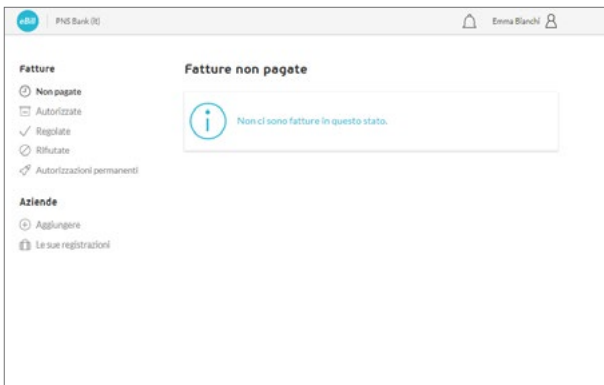 eBill PNS Bank (It) Emma Bianchi
Fatture
Non pagate
Autorizzate
Regolate
Rifiutate
Autorizzazioni permanenti
Aziende
Aggiungere
Le sue registrazioni
Fatture non pagate
Non ci sono fatture in questo stato.